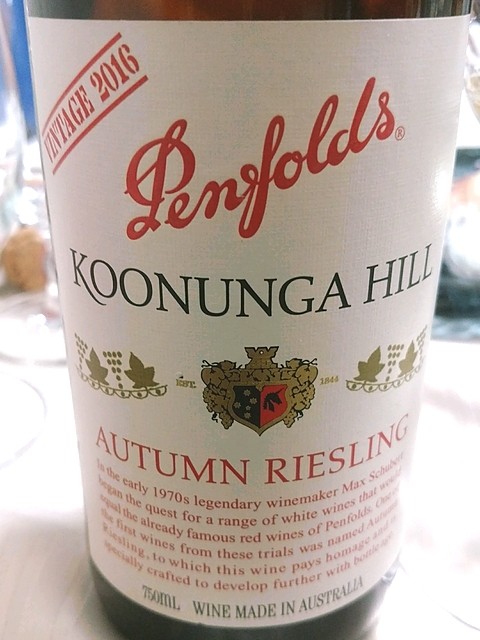 VINTAGE 2016
Penfolds®
KOONUNGA HILL
EST. 1844
AUTUMN RIESLING
In the early 1970s legendary winemaker Max Schubert
began the quest for a range of white wines that would
equal the already famous red wines of Penfolds. One of
the first wines from these trials was named Autumn
Riesling, to which this wine pays homage and is
specially crafted to develop further with bottle age.
750ML WINE MADE IN AUSTRALIA